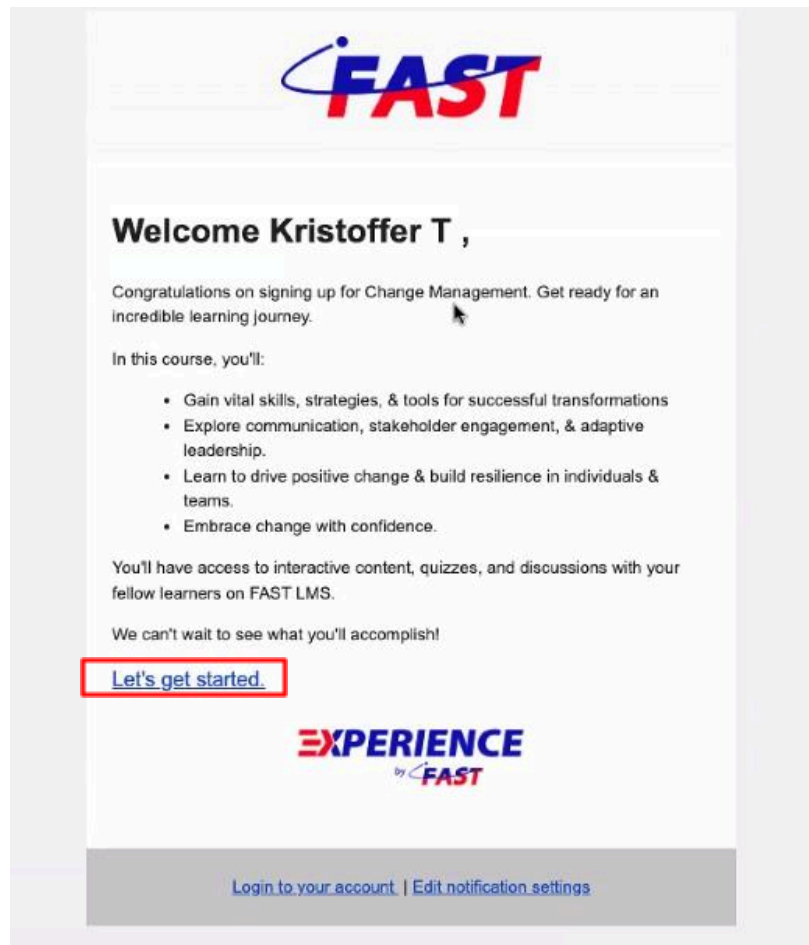 FAST
Welcome Kristoffer T ,
Congratulations on signing up for Change Management. Get ready for an
incredible learning journey.
In this course, you'll:
• Gain vital skills, strategies, & tools for successful transformations
• Explore communication, stakeholder engagement, & adaptive
leadership.
• Learn to drive positive change & build resilience in individuals &
teams.
• Embrace change with confidence.
You'll have access to interactive content, quizzes, and discussions with your
fellow learners on FAST LMS.
We can't wait to see what you'll accomplish!
Let's get started.
EXPERIENCE
by FAST
Login to your account | Edit notification settings